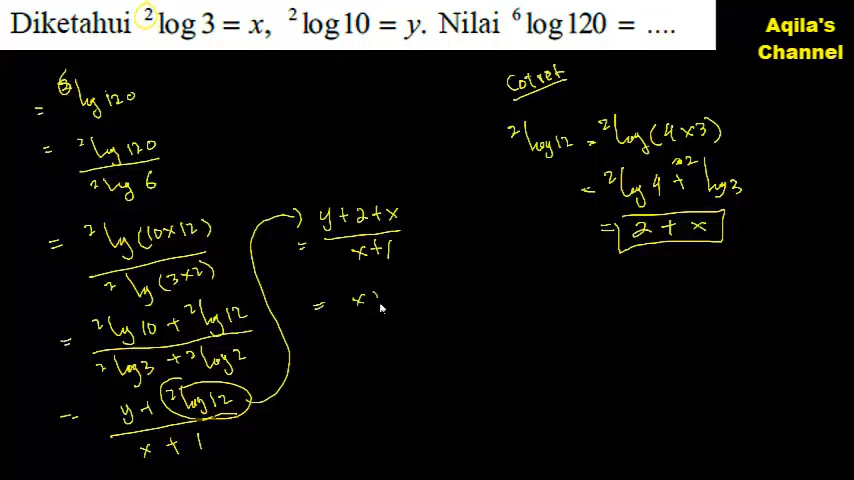 Diketahui ²log 3 = x, ²log 10 = y. Nilai ⁶log 120 = ....
Aqila's
Channel
= ⁶log 120
= ²log 120
²log 6
= ²log (10×12)
²log (3×2)
= ²log 10 + ²log 12
²log 3 + ²log 2
= y + ²log 12
x + 1
= y + 2 + x
x + 1
= x
Cotret
²log 12 = ²log (4×3)
= ²log 4 + ²log 3
= 2 + x